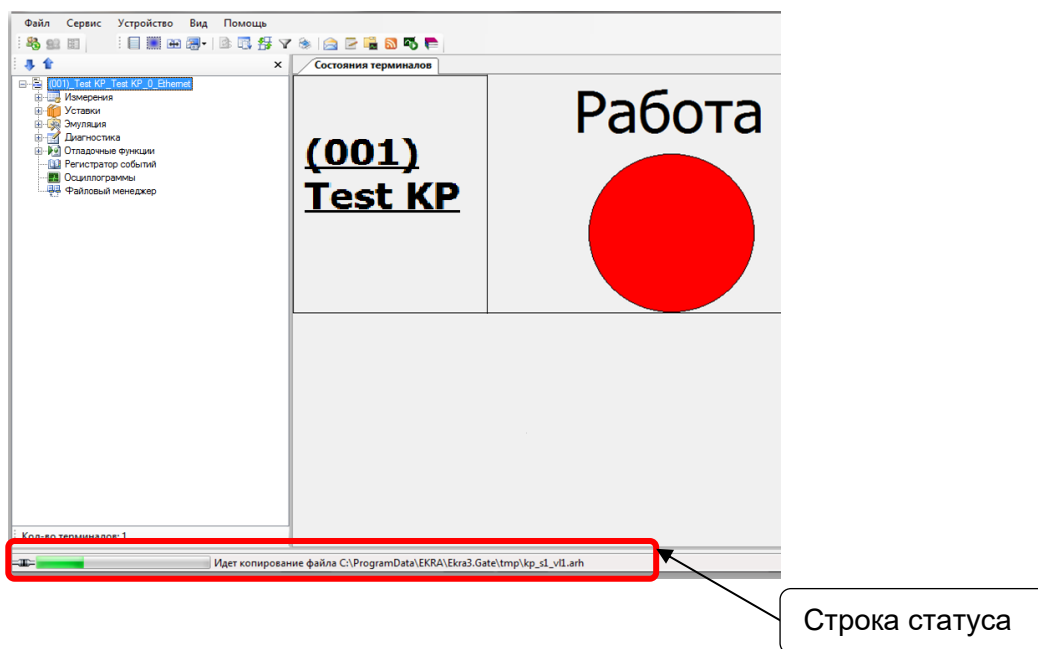 Файл Сервис Устройство Вид Помощь
Состояния терминалов
(001)_Test KP_Test KP_0_Ethernet
Измерения
Уставки
Эмуляция
Диагностика
Отладочные функции
Регистратор событий
Осциллограммы
Файловый менеджер
(001)
Test KP
Работа
Кол-во терминалов: 1
Идет копирование файла C:\ProgramData\EKRA\Ekra3.Gate\tmp\kp_s1_vl1.arh
Строка статуса